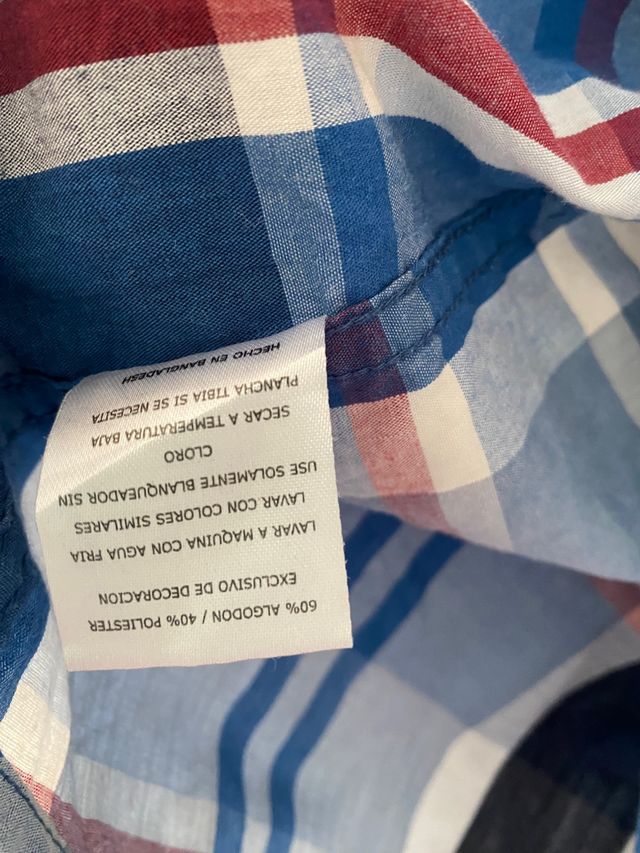 60% ALGODON / 40% POLIESTER
EXCLUSIVO DE DECORACION
LAVAR A MAQUINA CON AGUA FRIA
LAVAR CON COLORES SIMILARES
USE SOLAMENTE BLANQUEADOR SIN
CLORO
SECAR A TEMPERATURA BAJA
PLANCHA TIBIA SI SE NECESITA
HECHO EN BANGLADESH